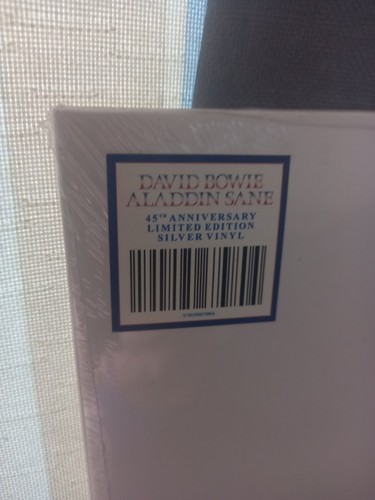 DAVID BOWIE
ALADDIN SANE
45TH ANNIVERSARY
LIMITED EDITION
SILVER VINYL